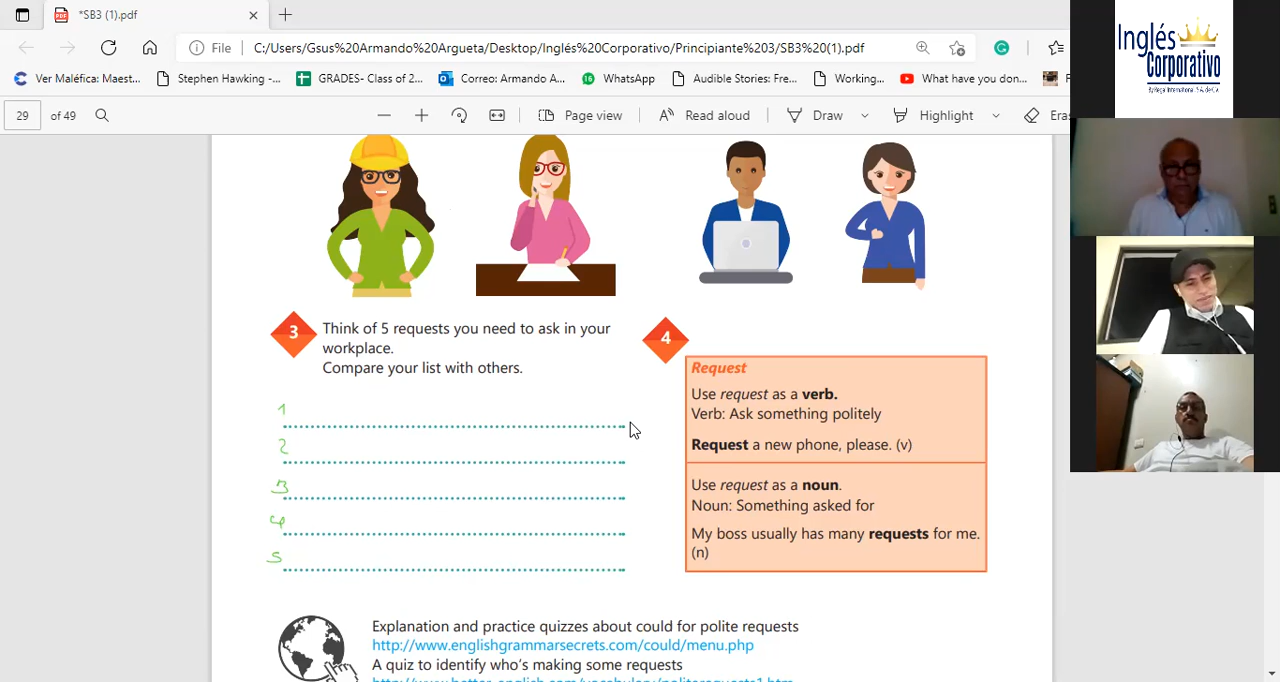 *SB3 (1).pdf
File
C:/Users/Gsus%20Armando%20Argueta/Desktop/Inglés%20Corporativo/Principiante%203/SB3%20(1).pdf
Ver Maléfica: Maest...
Stephen Hawking -...
GRADES- Class of 2...
Correo: Armando A...
WhatsApp
Audible Stories: Fre...
Working...
What have you don...
29 of 49
Page view
Read aloud
Draw
Highlight
Eras
3
Think of 5 requests you need to ask in your
workplace.
Compare your list with others.
1
2
3
4
5
4
Request
Use request as a verb.
Verb: Ask something politely
Request a new phone, please. (v)
Use request as a noun.
Noun: Something asked for
My boss usually has many requests for me.
(n)
Explanation and practice quizzes about could for polite requests
http://www.englishgrammarsecrets.com/could/menu.php
A quiz to identify who's making some requests
Inglés
Corporativo